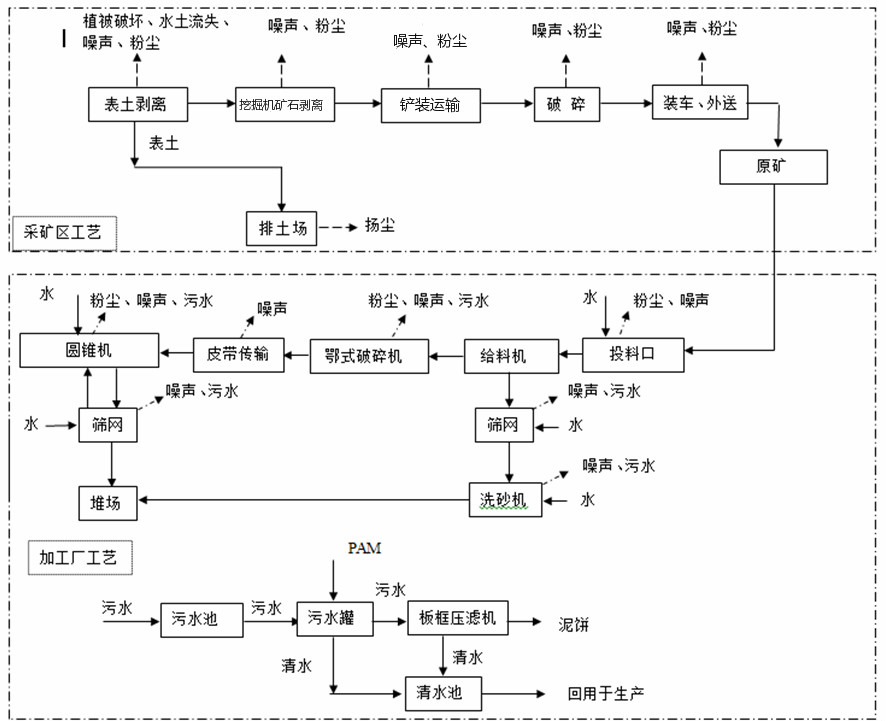 植被破坏、水土流失、
噪声、粉尘
噪声、粉尘
噪声、粉尘
噪声、粉尘
噪声、粉尘
表土剥离
挖掘机矿石剥离
铲装运输
破 碎
装车、外送
表土
原矿
排土场
扬尘
采矿区工艺
水
粉尘、噪声、污水
噪声
粉尘、噪声、污水
水
粉尘、噪声
圆锥机
皮带传输
鄂式破碎机
给料机
投料口
噪声、污水
噪声、污水
水
筛网
筛网
水
噪声、污水
堆场
洗砂机
水
加工厂工艺
PAM
污水
污水池
污水
污水罐
污水
板框压滤机
泥饼
清水
清水
清水池
回用于生产